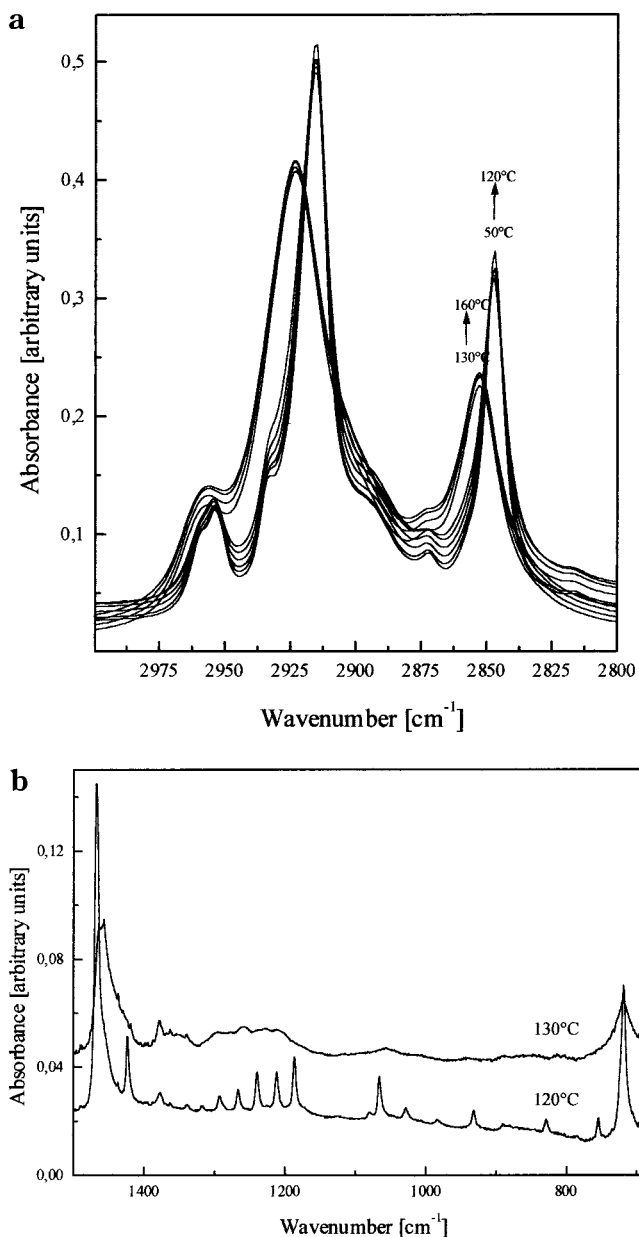 a
0,5
0,4
0,3
0,2
0,1
120°C
50°C
160°C
130°C
Absorbance [arbitrary units]
2975 2950 2925 2900 2875 2850 2825 2800
Wavenumber [cm-1]
b
0,12
0,08
0,04
0,00
130°C
120°C
Absorbance [arbitrary units]
1400 1200 1000 800
Wavenumber [cm-1]